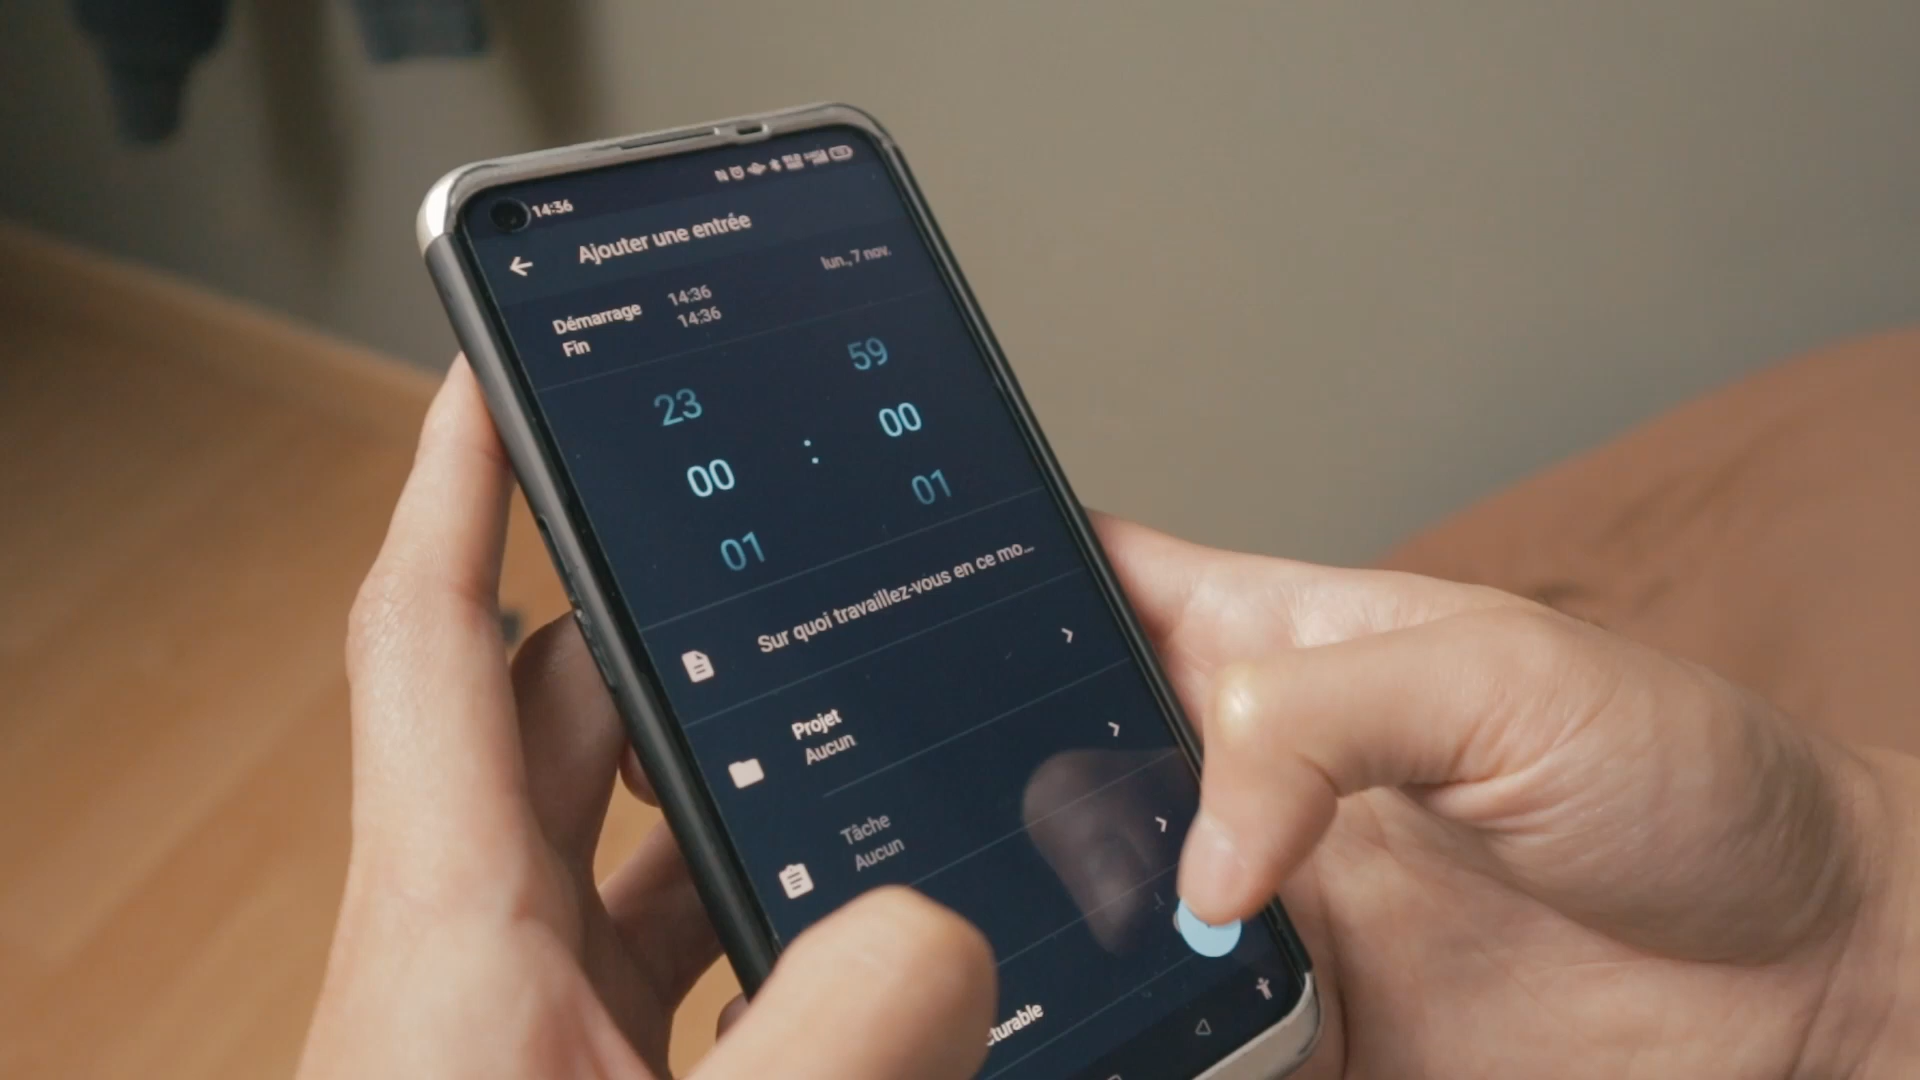 14:36
Ajouter une entrée
lun., 7 nov.
Démarrage 14:36
Fin 14:36
23 59
00 : 00
01 01
Sur quoi travaillez-vous en ce mo...
Projet
Aucun
Tâche
Aucun
cturable